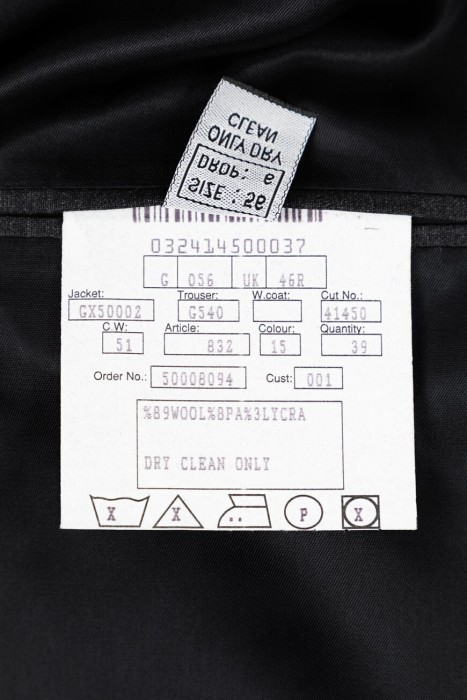 SIZE : 56
DROP: 6
ONLY DRY
CLEAN
032414500037
G 056 UK 46R
Jacket: Trouser: W.coat: Cut No.:
GX50002 G540 41450
C.W: Article: Colour: Quantity:
51 832 15 39
Order No.: 50008094 Cust: 001
%89WOOL%8PA%3LYCRA
DRY CLEAN ONLY
X X P X